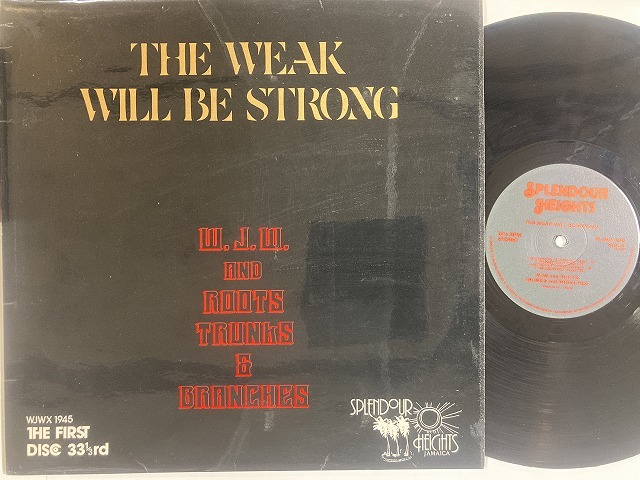 THE WEAK
WILL BE STRONG
W.J.W.
AND
ROOTS
TRUNKS
&
BRANCHES
WJWX 1945
THE FIRST
DISC 33⅓rd
SPLENDOUR
HEIGHTS
JAMAICA
SPLENDOUR
HEIGHTS
STEREO